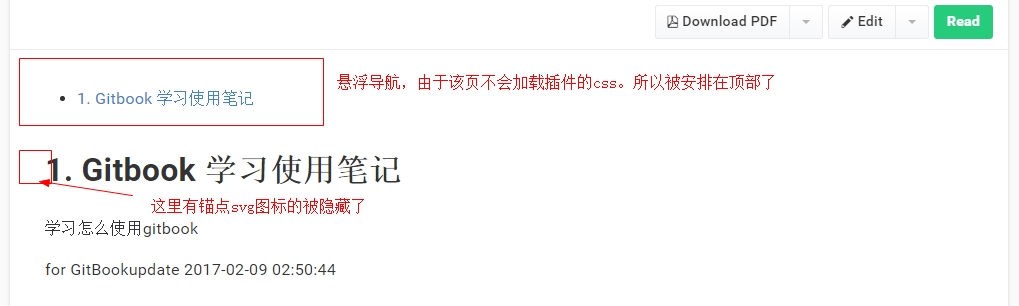 Download PDF Edit Read
悬浮导航，由于该页不会加载插件的css。所以被安排在顶部了
1. Gitbook 学习使用笔记
1. Gitbook 学习使用笔记
这里有锚点svg图标的被隐藏了
学习怎么使用gitbook
for GitBookupdate 2017-02-09 02:50:44